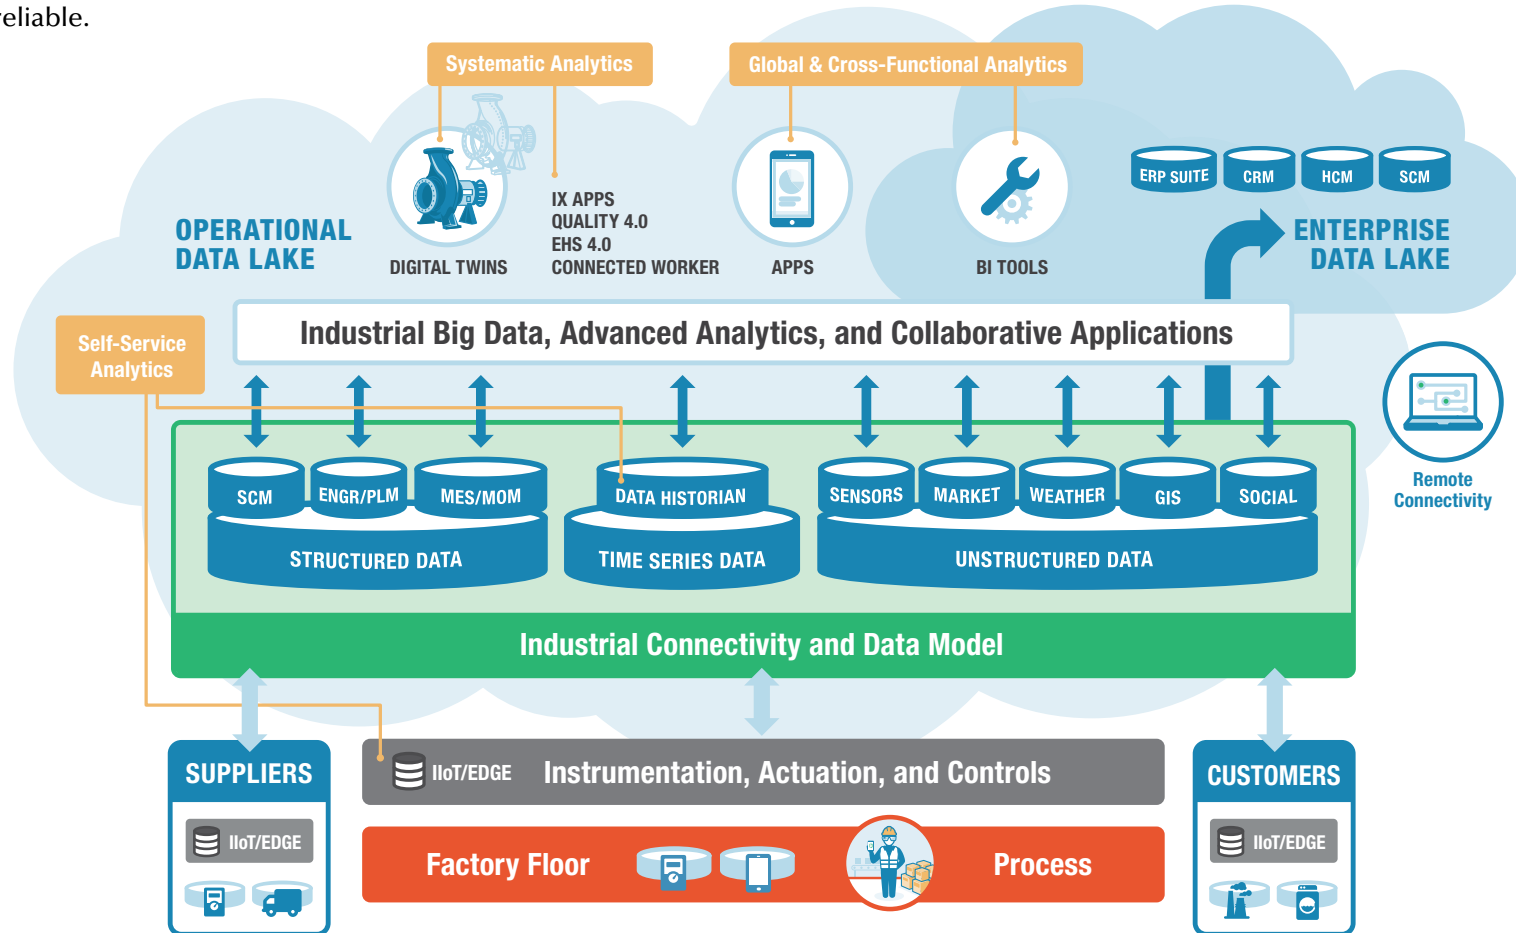 reliable.
Systematic Analytics
Global & Cross-Functional Analytics
ERP SUITE
CRM
HCM
SCM
IX APPS
QUALITY 4.0
EHS 4.0
CONNECTED WORKER
OPERATIONAL
DATA LAKE
DIGITAL TWINS
APPS
BI TOOLS
ENTERPRISE
DATA LAKE
Self-Service
Analytics
Industrial Big Data, Advanced Analytics, and Collaborative Applications
SCM
ENGR/PLM
MES/MOM
DATA HISTORIAN
SENSORS
MARKET
WEATHER
GIS
SOCIAL
Remote
Connectivity
STRUCTURED DATA
TIME SERIES DATA
UNSTRUCTURED DATA
Industrial Connectivity and Data Model
SUPPLIERS
IIoT/EDGE
IIoT/EDGE
Instrumentation, Actuation, and Controls
CUSTOMERS
IIoT/EDGE
Factory Floor
Process